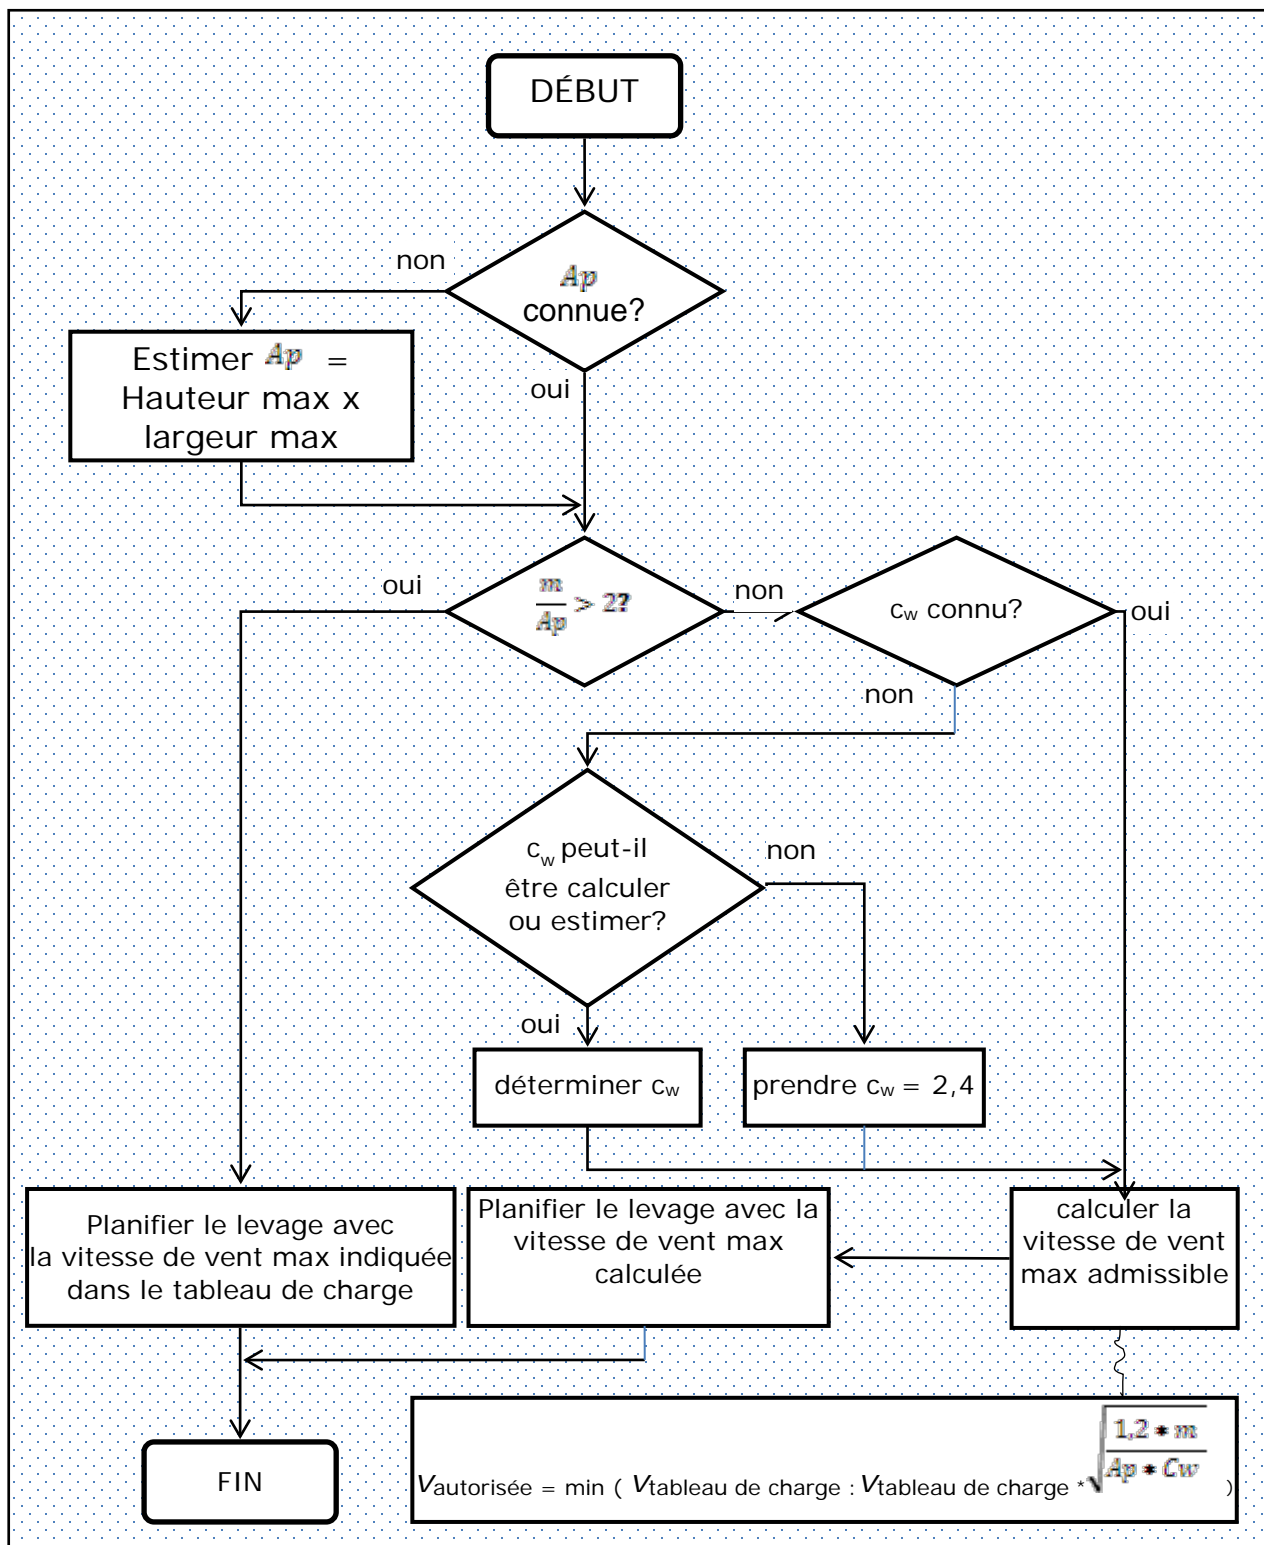 DÉBUT
non
Ap
connue?
Estimer Ap =
Hauteur max x
largeur max
oui
oui
m
Ap
> 2?
non
cw connu?
oui
non
cw peut-il
être calculer
ou estimer?
non
oui
déterminer cw
prendre cw = 2,4
Planifier le levage avec
la vitesse de vent max indiquée
dans le tableau de charge
Planifier le levage avec la
vitesse de vent max
calculée
calculer la
vitesse de vent
max admissible
FIN
Vautorisée = min ( Vtableau de charge : Vtableau de charge * √ 1,2 * m / Ap * Cw )